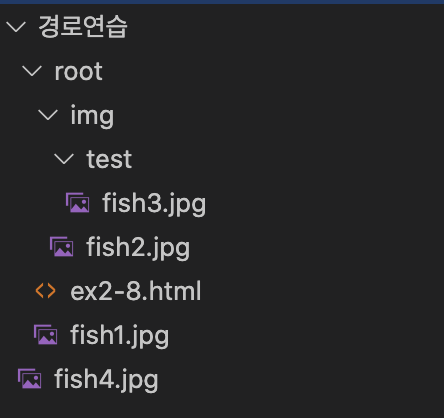 경로연습
root
img
test
fish3.jpg
fish2.jpg
ex2-8.html
fish1.jpg
fish4.jpg